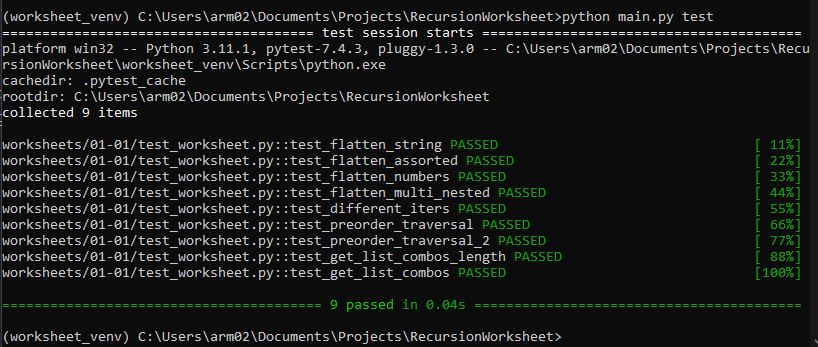 (worksheet_venv) C:\Users\arm02\Documents\Projects\RecursionWorksheet>python main.py test
======================================= test session starts ========================================
platform win32 -- Python 3.11.1, pytest-7.4.3, pluggy-1.3.0 -- C:\Users\arm02\Documents\Projects\Recu
rsionWorksheet\worksheet_venv\Scripts\python.exe
cachedir: .pytest_cache
rootdir: C:\Users\arm02\Documents\Projects\RecursionWorksheet
collected 9 items
worksheets/01-01/test_worksheet.py::test_flatten_string PASSED [ 11%]
worksheets/01-01/test_worksheet.py::test_flatten_assorted PASSED [ 22%]
worksheets/01-01/test_worksheet.py::test_flatten_numbers PASSED [ 33%]
worksheets/01-01/test_worksheet.py::test_flatten_multi_nested PASSED [ 44%]
worksheets/01-01/test_worksheet.py::test_different_iters PASSED [ 55%]
worksheets/01-01/test_worksheet.py::test_preorder_traversal PASSED [ 66%]
worksheets/01-01/test_worksheet.py::test_preorder_traversal_2 PASSED [ 77%]
worksheets/01-01/test_worksheet.py::test_get_list_combos_length PASSED [ 88%]
worksheets/01-01/test_worksheet.py::test_get_list_combos PASSED [100%]
======================================== 9 passed in 0.04s =========================================
(worksheet_venv) C:\Users\arm02\Documents\Projects\RecursionWorksheet>